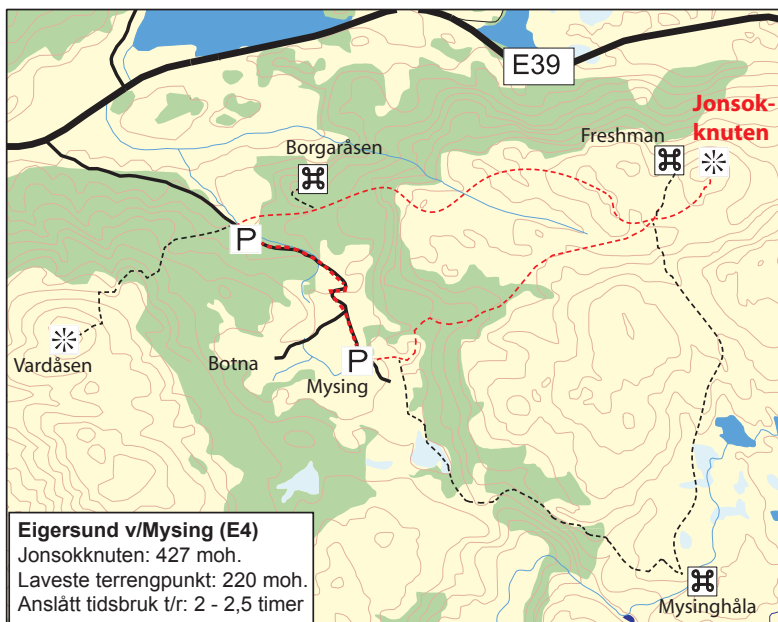 E39
Jonsok-
knuten
Freshman
Borgaråsen
P
Vardåsen
Botna
P
Mysing
Eigersund v/Mysing (E4)
Jonsokknuten: 427 moh.
Laveste terrengpunkt: 220 moh.
Anslått tidsbruk t/r: 2 - 2,5 timer
Mysinghåla